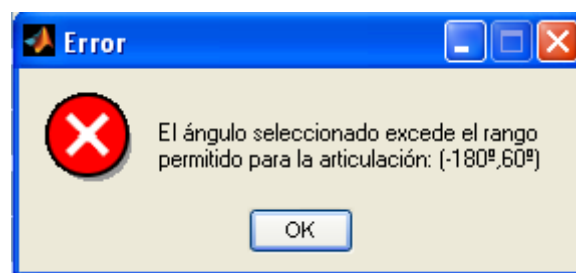 Error
El ángulo seleccionado excede el rango
permitido para la articulación: (-180º,60º)
OK